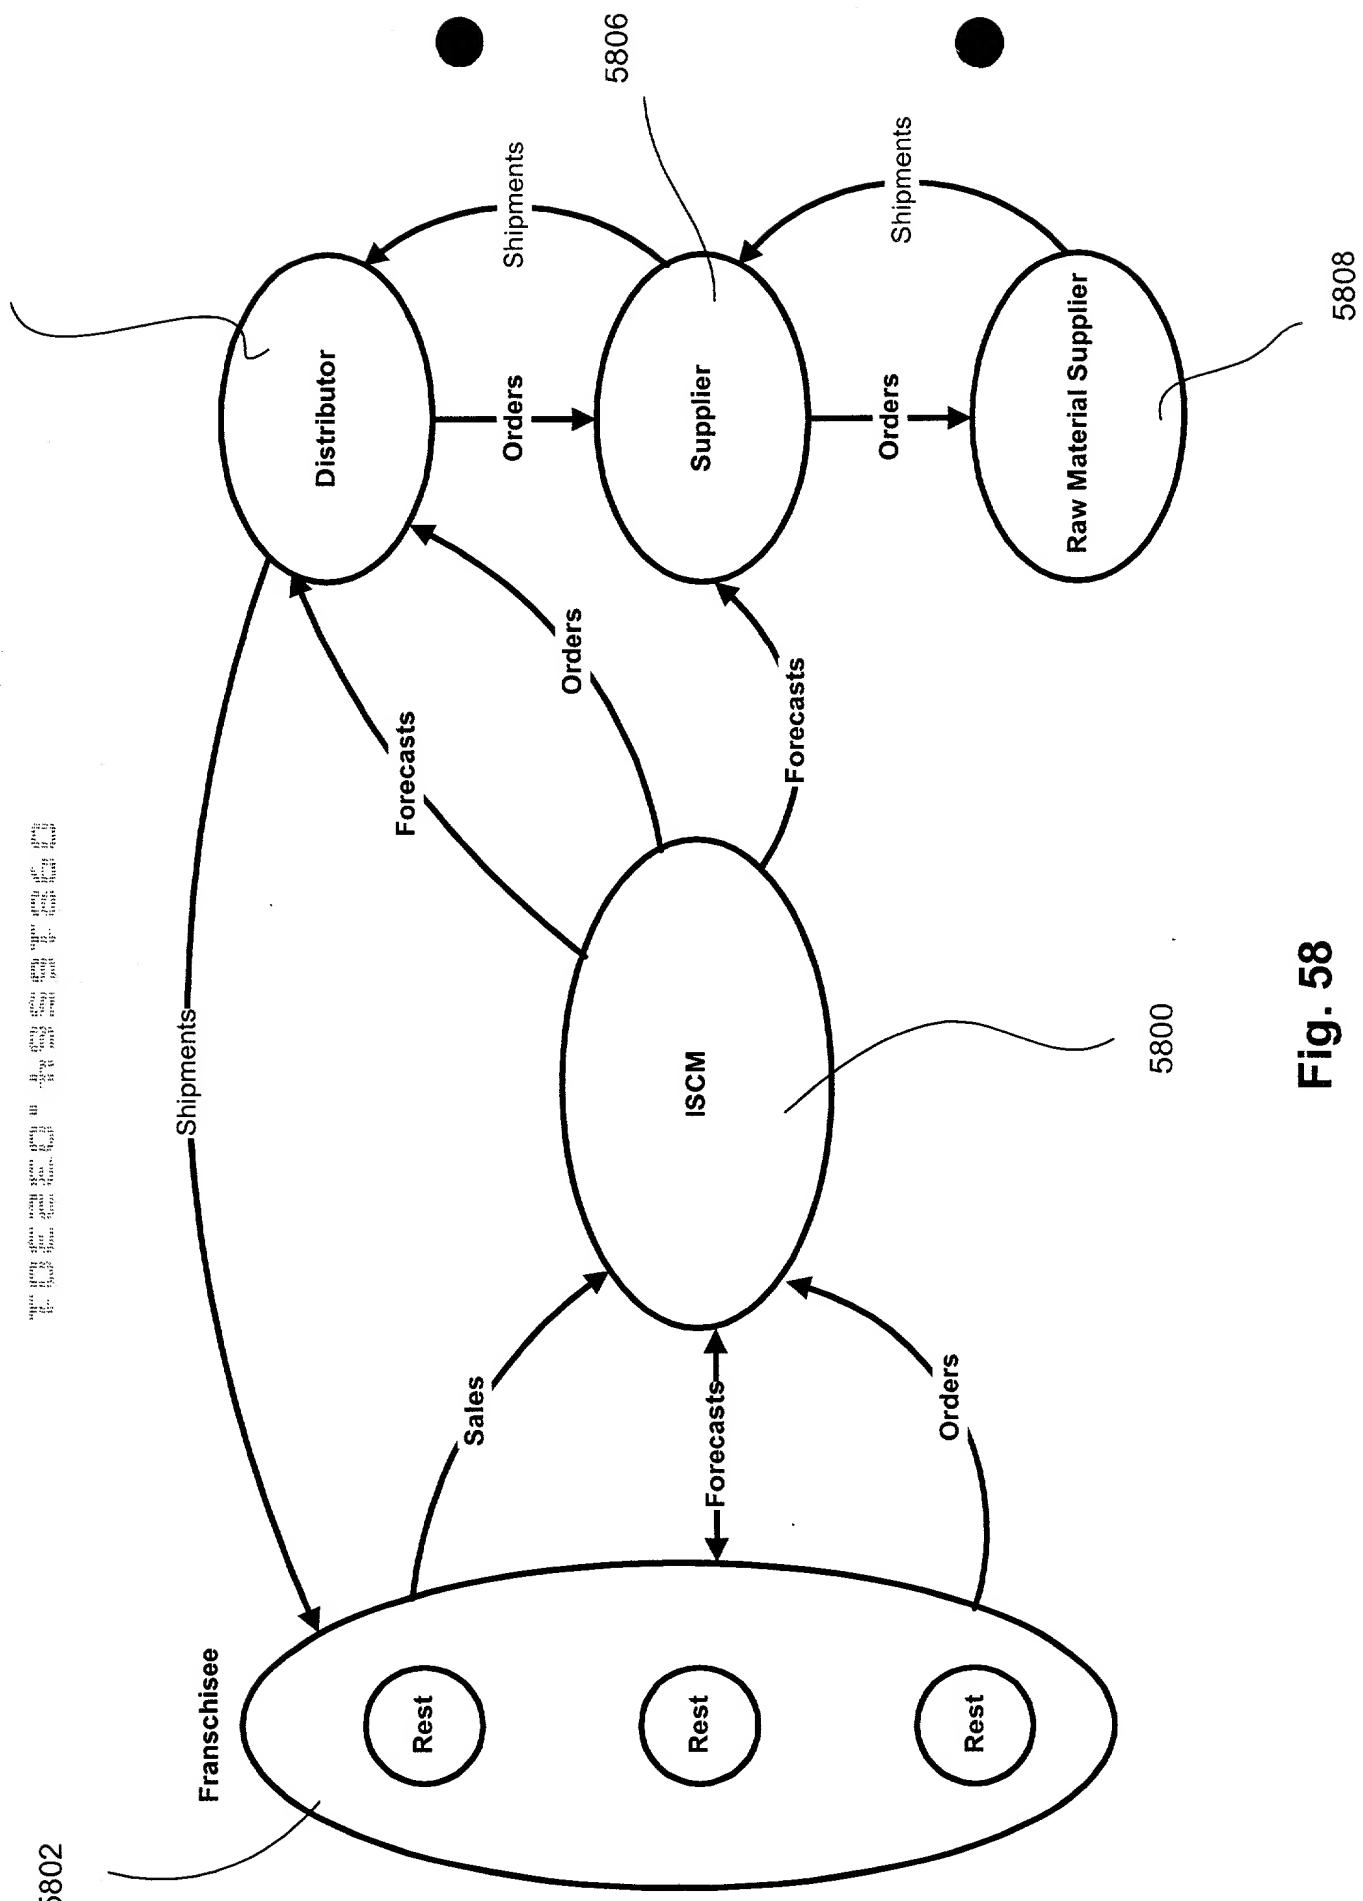 5802
Franschisee
Rest
Rest
Rest
Shipments
Sales
Forecasts
Orders
ISCM
5800
Forecasts
Orders
Forecasts
Distributor
Orders
Shipments
Supplier
5806
Orders
Shipments
Raw Material Supplier
5808
Fig. 58